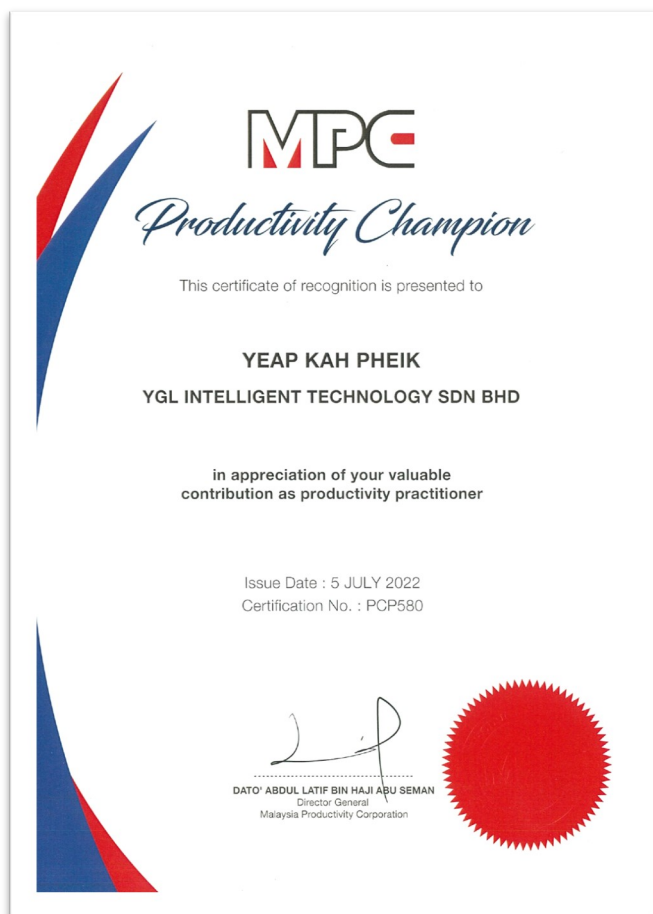 MPC
Productivity Champion
This certificate of recognition is presented to
YEAP KAH PHEIK
YGL INTELLIGENT TECHNOLOGY SDN BHD
in appreciation of your valuable
contribution as productivity practitioner
Issue Date : 5 JULY 2022
Certification No. : PCP580
DATO' ABDUL LATIF BIN HAJI ABU SEMAN
Director General
Malaysia Productivity Corporation